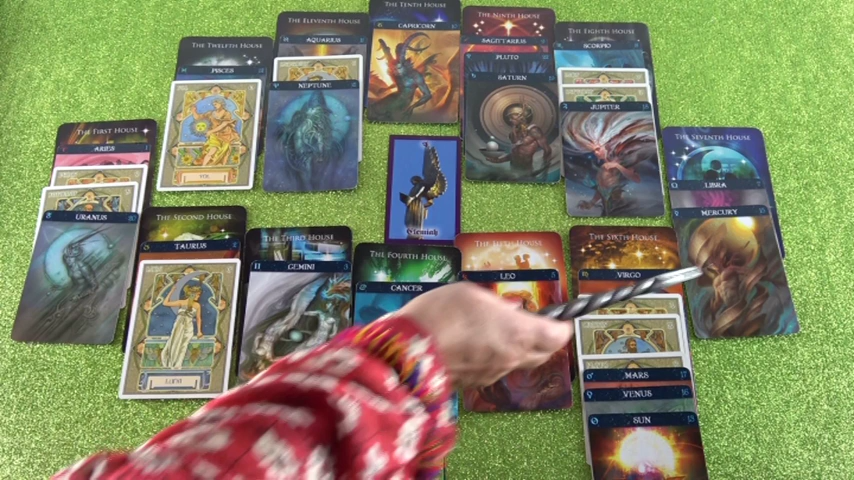 THE TENTH HOUSE
CAPRICORN
THE ELEVENTH HOUSE
AQUARIUS
NEPTUNE
THE NINTH HOUSE
SAGITTARIUS
PLUTO
SATURN
THE EIGHTH HOUSE
SCORPIO
JUPITER
THE TWELFTH HOUSE
PISCES
THE FIRST HOUSE
ARIES
URANUS
THE SEVENTH HOUSE
LIBRA
MERCURY
THE SECOND HOUSE
TAURUS
THE THIRD HOUSE
GEMINI
THE FOURTH HOUSE
CANCER
LEO
THE SIXTH HOUSE
VIRGO
MARS
VENUS
SUN